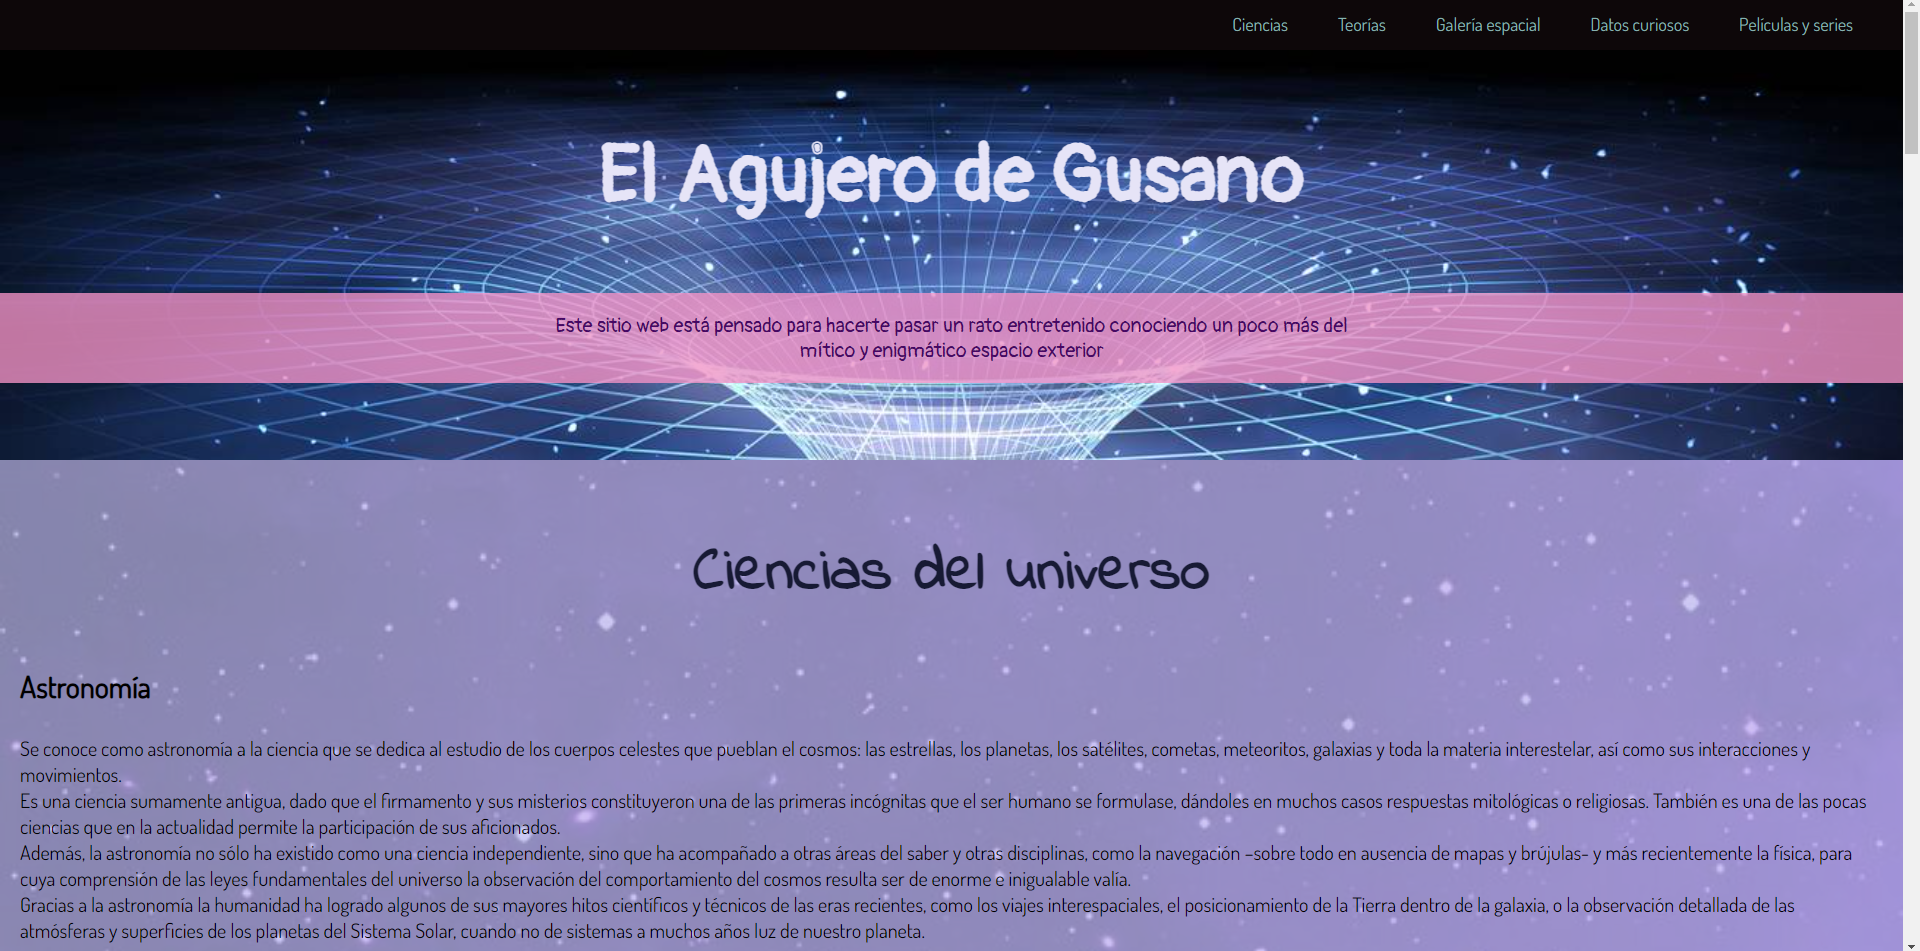 Ciencias Teorías Galería espacial Datos curiosos Películas y series
El Agujero de Gusano
Este sitio web está pensado para hacerte pasar un rato entretenido conociendo un poco más del
mítico y enigmático espacio exterior
Ciencias del universo
Astronomía
Se conoce como astronomía a la ciencia que se dedica al estudio de los cuerpos celestes que pueblan el cosmos: las estrellas, los planetas, los satélites, cometas, meteoritos, galaxias y toda la materia interestelar, así como sus interacciones y
movimientos.
Es una ciencia sumamente antigua, dado que el firmamento y sus misterios constituyeron una de las primeras incógnitas que el ser humano se formulase, dándoles en muchos casos respuestas mitológicas o religiosas. También es una de las pocas
ciencias que en la actualidad permite la participación de sus aficionados.
Además, la astronomía no sólo ha existido como una ciencia independiente, sino que ha acompañado a otras áreas del saber y otras disciplinas, como la navegación –sobre todo en ausencia de mapas y brújulas- y más recientemente la física, para
cuya comprensión de las leyes fundamentales del universo la observación del comportamiento del cosmos resulta ser de enorme e inigualable valía.
Gracias a la astronomía la humanidad ha logrado algunos de sus mayores hitos científicos y técnicos de las eras recientes, como los viajes interespaciales, el posicionamiento de la Tierra dentro de la galaxia, o la observación detallada de las
atmósferas y superficies de los planetas del Sistema Solar, cuando no de sistemas a muchos años luz de nuestro planeta.